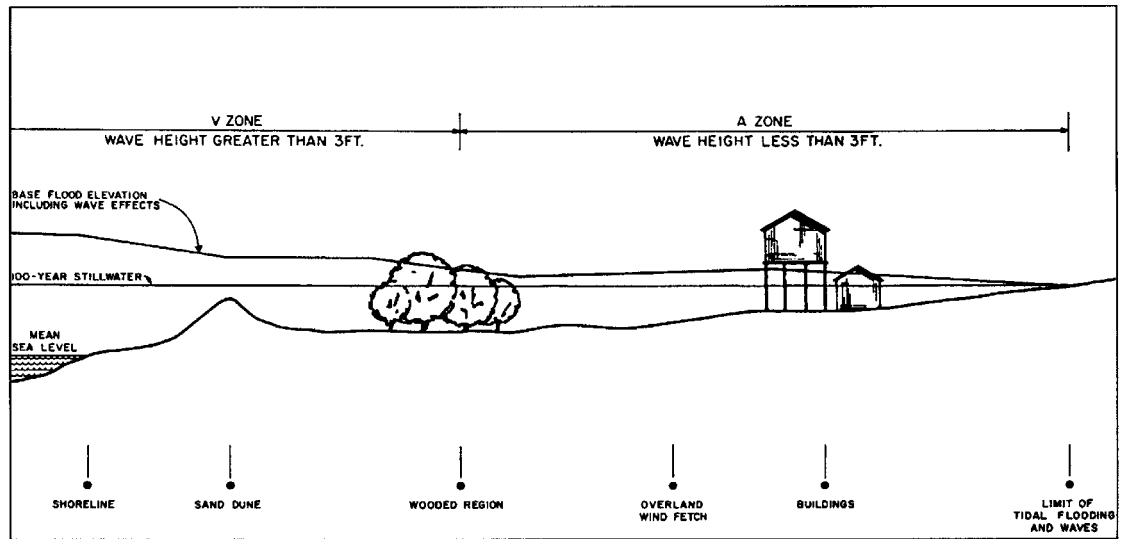 V ZONE
WAVE HEIGHT GREATER THAN 3FT.
A ZONE
WAVE HEIGHT LESS THAN 3FT.
BASE FLOOD ELEVATION
INCLUDING WAVE EFFECTS
100-YEAR STILLWATER
MEAN
SEA LEVEL
SHORELINE
SAND DUNE
WOODED REGION
OVERLAND
WIND FETCH
BUILDINGS
LIMIT OF
TIDAL FLOODING
AND WAVES